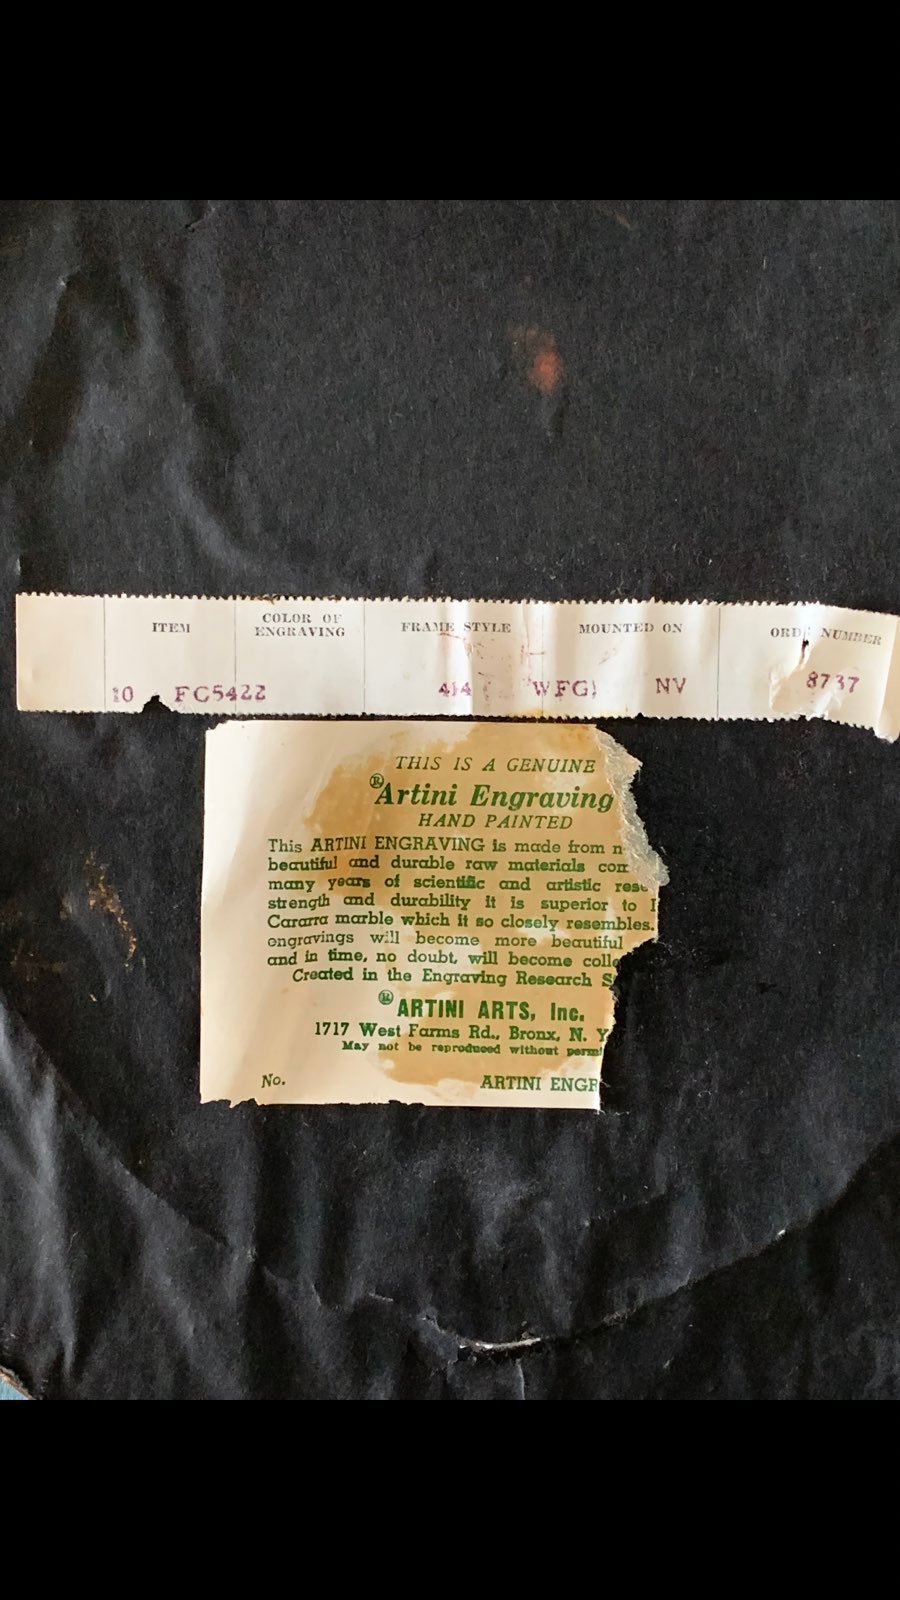 ITEM COLOR OF ENGRAVING FRAME STYLE MOUNTED ON NUMBER
10 FC5422 414 WFG NV 8737
THIS IS A GENUINE
® Artini Engraving
HAND PAINTED
This ARTINI ENGRAVING is made from
beautiful and durable raw materials
many years of scientific and artistic
strength and durability it is superior to
Cararra marble which it so closely resembles.
engravings will become more beautiful
and in time, no doubt, will become
Created in the Engraving Research
® ARTINI ARTS, Inc.
1717 West Farms Rd., Bronx, N. Y
May not be reproduced without
No. ARTINI